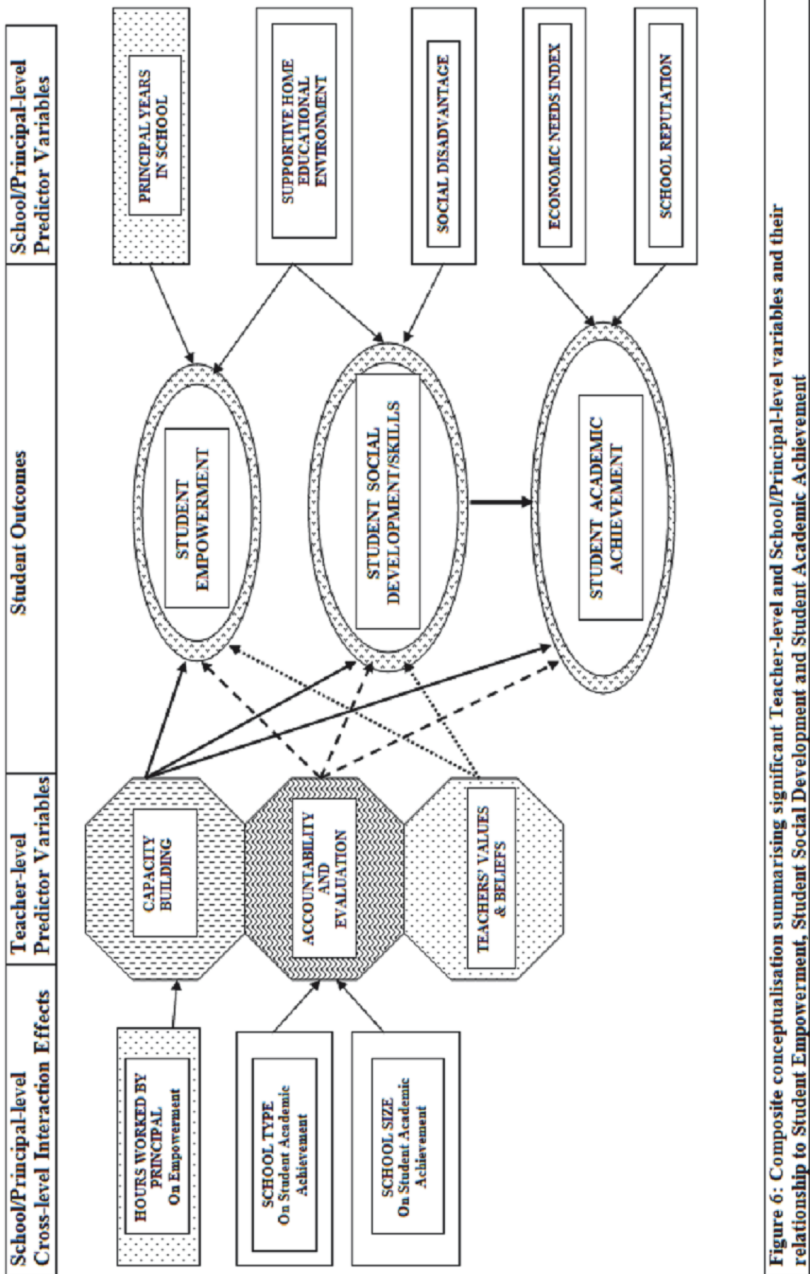 School/Principal-level
Cross-level Interaction Effects
Teacher-level
Predictor Variables
Student Outcomes
School/Principal-level
Predictor Variables
HOURS WORKED BY
PRINCIPAL
On Empowerment
SCHOOL TYPE
On Student Academic
Achievement
SCHOOL SIZE
On Student Academic
Achievement
CAPACITY
BUILDING
ACCOUNTABILITY
AND
EVALUATION
TEACHERS' VALUES
& BELIEFS
STUDENT
EMPOWERMENT
STUDENT SOCIAL
DEVELOPMENT/SKILLS
STUDENT ACADEMIC
ACHIEVEMENT
PRINCIPAL YEARS
IN SCHOOL
SUPPORTIVE HOME
EDUCATIONAL
ENVIRONMENT
SOCIAL DISADVANTAGE
ECONOMIC NEEDS INDEX
SCHOOL REPUTATION
Figure 6: Composite conceptualisation summarising significant Teacher-level and School/Principal-level variables and their
relationship to Student Empowerment, Student Social Development and Student Academic Achievement